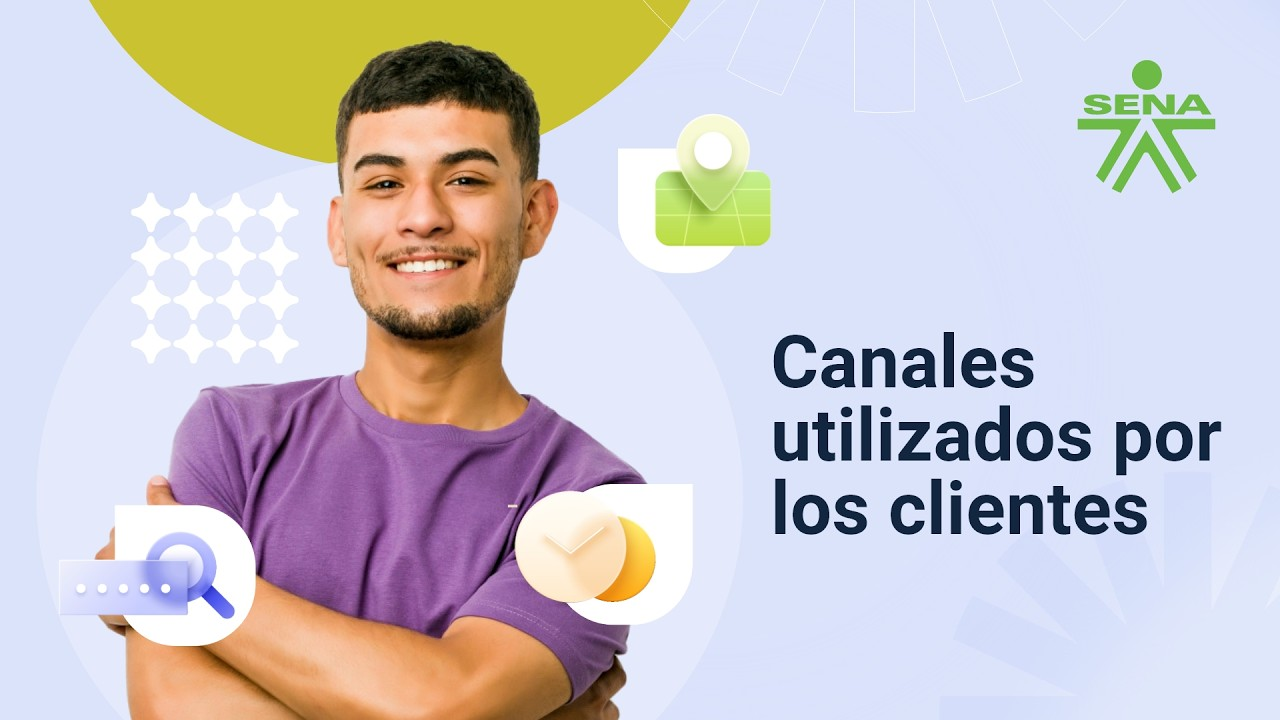 SENA
Canales
utilizados por
los clientes